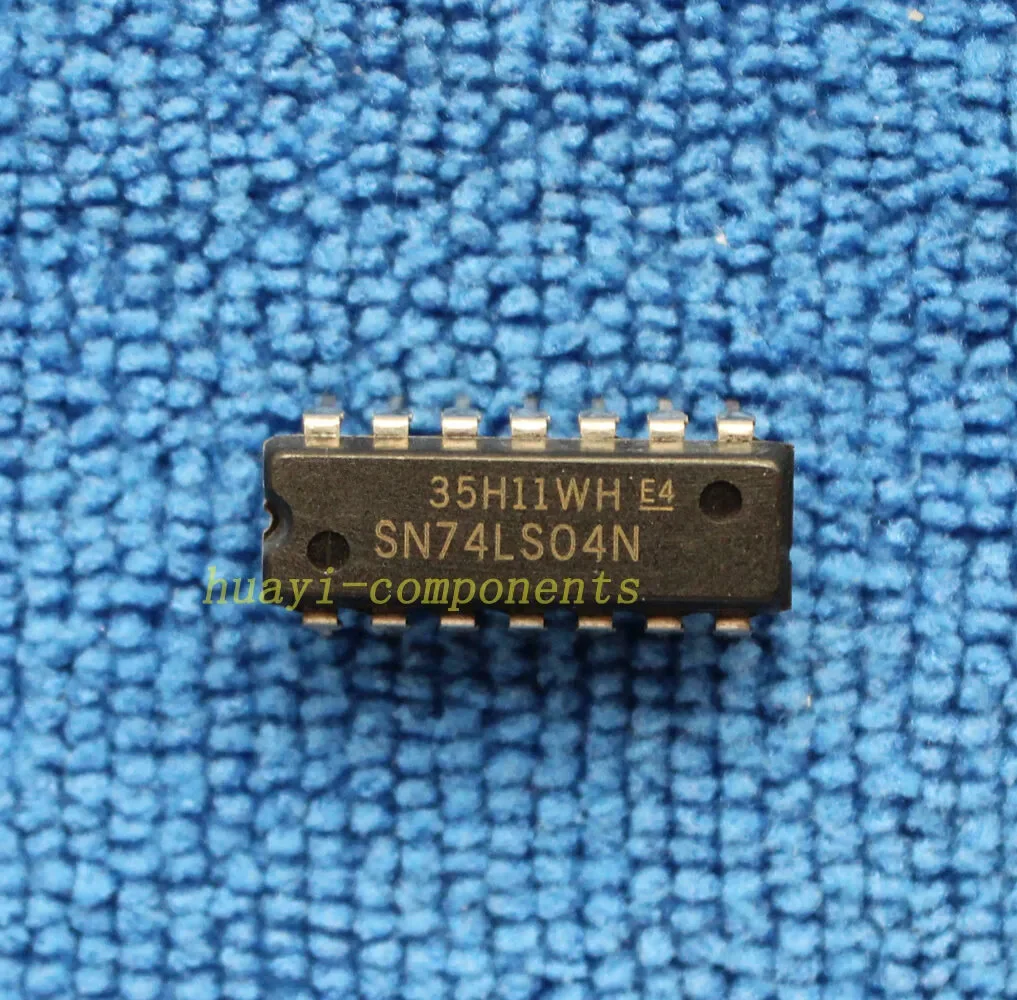 35H11WH E4
SN74LS04N
huayi-components